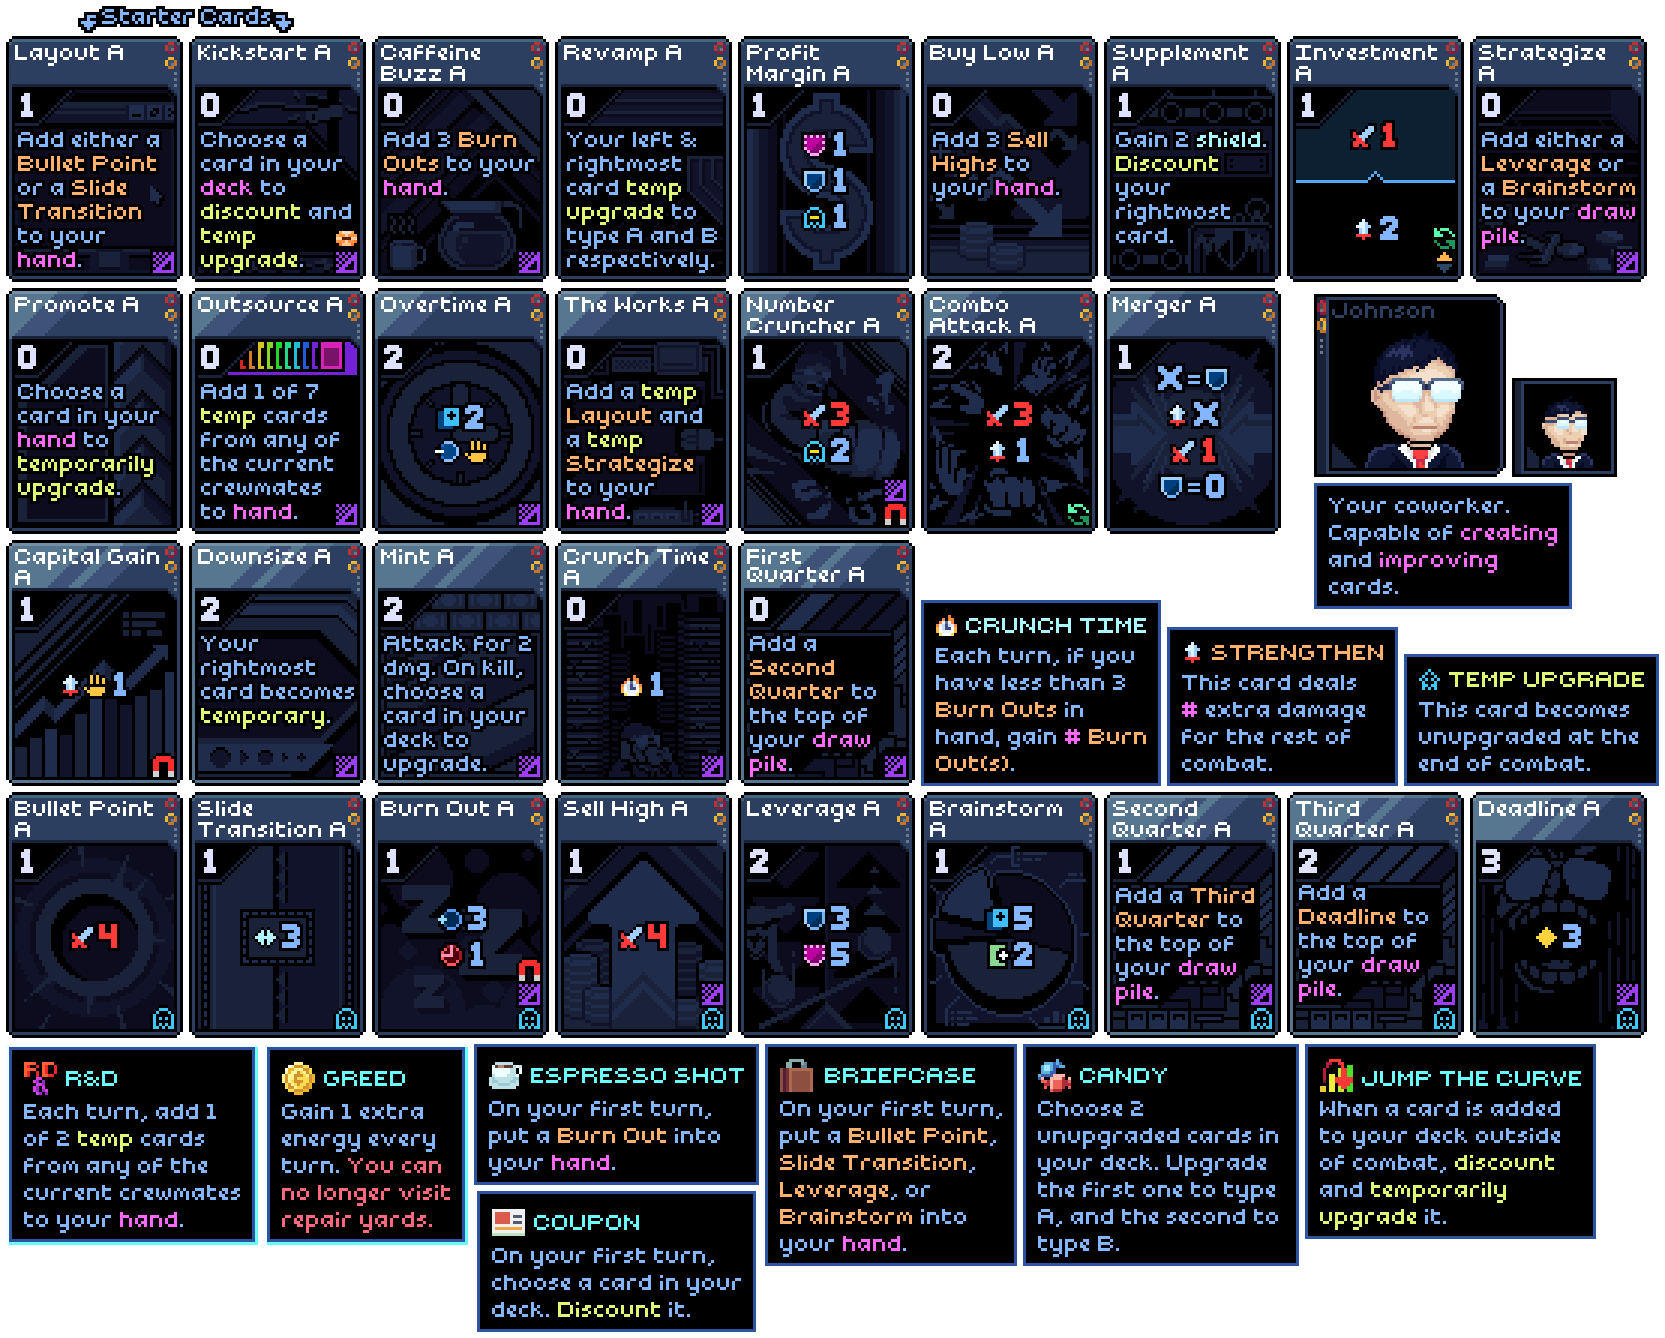 Starter Cards
Layout A
1
Add either a
Bullet Point
or a Slide
Transition
to your
hand.
Kickstart A
0
Choose a
card in your
deck to
discount and
temp
upgrade.
Caffeine
Buzz A
0
Add 3 Burn
Outs to your
hand.
Revamp A
0
Your left &
rightmost
card temp
upgrade to
type A and B
respectively.
Profit
Margin A
1
1
1
1
Buy Low A
0
Add 3 Sell
Highs to
your hand.
Supplement
A
1
Gain 2 shield.
Discount
your
rightmost
card.
Investment
A
1
1
2
Strategize
A
0
Add either a
Leverage or
a Brainstorm
to your draw
pile.
Promote A
0
Choose a
card in your
hand to
temporarily
upgrade.
Outsource A
0
Add 1 of 7
temp cards
from any of
the current
crewmates
to hand.
Overtime A
2
2
The Works A
0
Add a temp
Layout and
a temp
Strategize
to your
hand.
Number
Cruncher A
1
3
2
Combo
Attack A
2
3
1
Merger A
1
X=
X
1
=0
Johnson
Your coworker.
Capable of creating
and improving
cards.
Capital Gain
A
1
1
Downsize A
2
Your
rightmost
card becomes
temporary.
Mint A
2
Attack for 2
dmg. On kill,
choose a
card in your
deck to
upgrade.
Crunch Time
A
0
1
First
Quarter A
0
Add a
Second
Quarter to
the top of
your draw
pile.
CRUNCH TIME
Each turn, if you
have less than 3
Burn Outs in
hand, gain # Burn
Out(s).
STRENGTHEN
This card deals
# extra damage
for the rest of
combat.
TEMP UPGRADE
This card becomes
unupgraded at the
end of combat.
Bullet Point
A
1
4
Slide
Transition A
1
3
Burn Out A
1
3
1
Sell High A
1
4
Leverage A
2
3
5
Brainstorm
A
1
5
2
Second
Quarter A
1
Add a Third
Quarter to
the top of
your draw
pile.
Third
Quarter A
2
Add a
Deadline to
the top of
your draw
pile.
Deadline A
3
3
R&D
Each turn, add 1
of 2 temp cards
from any of the
current crewmates
to your hand.
GREED
Gain 1 extra
energy every
turn. You can
no longer visit
repair yards.
ESPRESSO SHOT
On your first turn,
put a Burn Out into
your hand.
COUPON
On your first turn,
choose a card in your
deck. Discount it.
BRIEFCASE
On your first turn,
put a Bullet Point,
Slide Transition,
Leverage, or
Brainstorm into
your hand.
CANDY
Choose 2
unupgraded cards in
your deck. Upgrade
the first one to type
A, and the second to
type B.
JUMP THE CURVE
When a card is added
to your deck outside
of combat, discount
and temporarily
upgrade it.